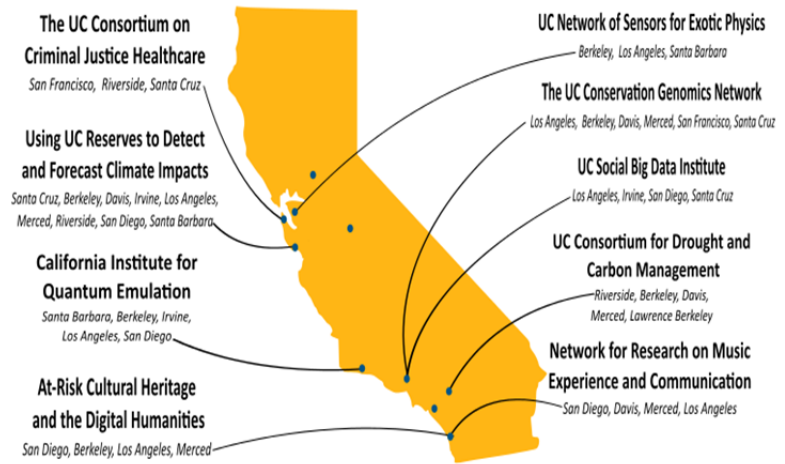 The UC Consortium on
Criminal Justice Healthcare
San Francisco, Riverside, Santa Cruz
Using UC Reserves to Detect
and Forecast Climate Impacts
Santa Cruz, Berkeley, Davis, Irvine, Los Angeles,
Merced, Riverside, San Diego, Santa Barbara
California Institute for
Quantum Emulation
Santa Barbara, Berkeley, Irvine,
Los Angeles, San Diego
At-Risk Cultural Heritage
and the Digital Humanities
San Diego, Berkeley, Los Angeles, Merced
UC Network of Sensors for Exotic Physics
Berkeley, Los Angeles, Santa Barbara
The UC Conservation Genomics Network
Los Angeles, Berkeley, Davis, Merced, San Francisco, Santa Cruz
UC Social Big Data Institute
Los Angeles, Irvine, San Diego, Santa Cruz
UC Consortium for Drought and
Carbon Management
Riverside, Berkeley, Davis,
Merced, Lawrence Berkeley
Network for Research on Music
Experience and Communication
San Diego, Davis, Merced, Los Angeles